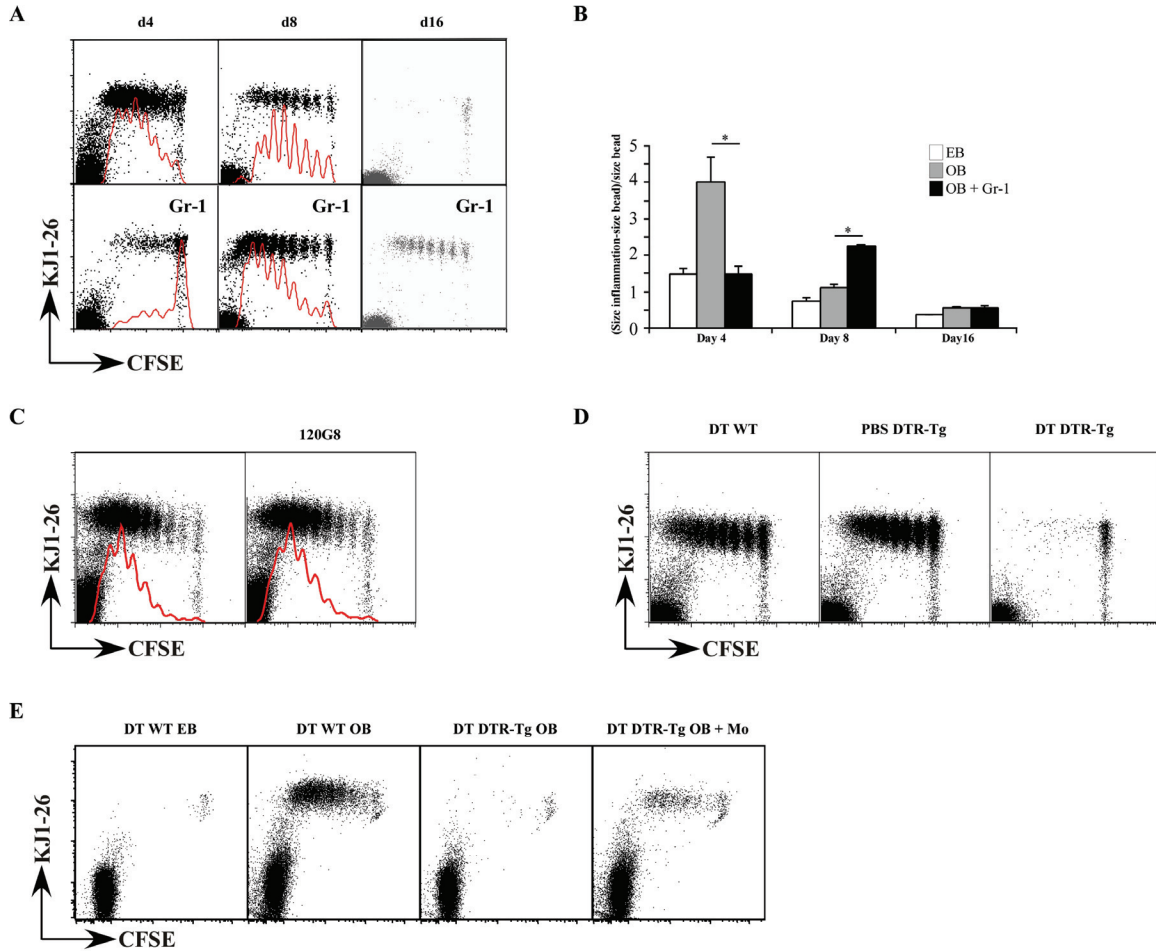 A
d4
d8
d16
Gr-1
Gr-1
Gr-1
KJ1-26
CFSE
B
(Size inflammation-size bead)/size bead
5
4
3
2
1
0
*
*
EB
OB
OB + Gr-1
Day 4
Day 8
Day16
C
120G8
KJ1-26
CFSE
D
DT WT
PBS DTR-Tg
DT DTR-Tg
KJ1-26
CFSE
E
DT WT EB
DT WT OB
DT DTR-Tg OB
DT DTR-Tg OB + Mo
KJ1-26
CFSE